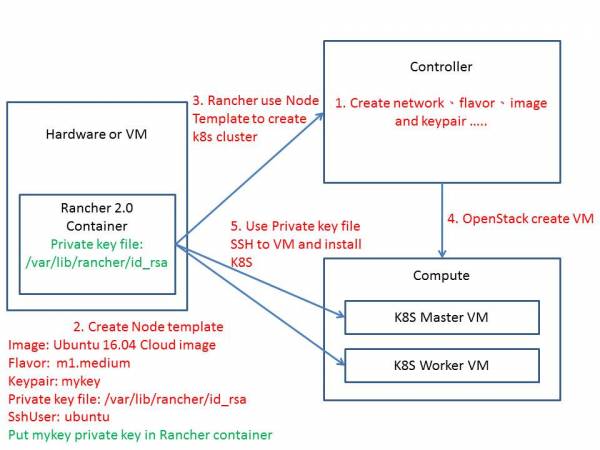 Controller
1. Create network、flavor、image
and keypair …..
3. Rancher use Node
Template to create
k8s cluster
Hardware or VM
Rancher 2.0
Container
Private key file:
/var/lib/rancher/id_rsa
5. Use Private key file
SSH to VM and install
K8S
4. OpenStack create VM
Compute
K8S Master VM
K8S Worker VM
2. Create Node template
Image: Ubuntu 16.04 Cloud image
Flavor:  m1.medium
Keypair: mykey
Private key file: /var/lib/rancher/id_rsa
SshUser: ubuntu
Put mykey private key in Rancher container